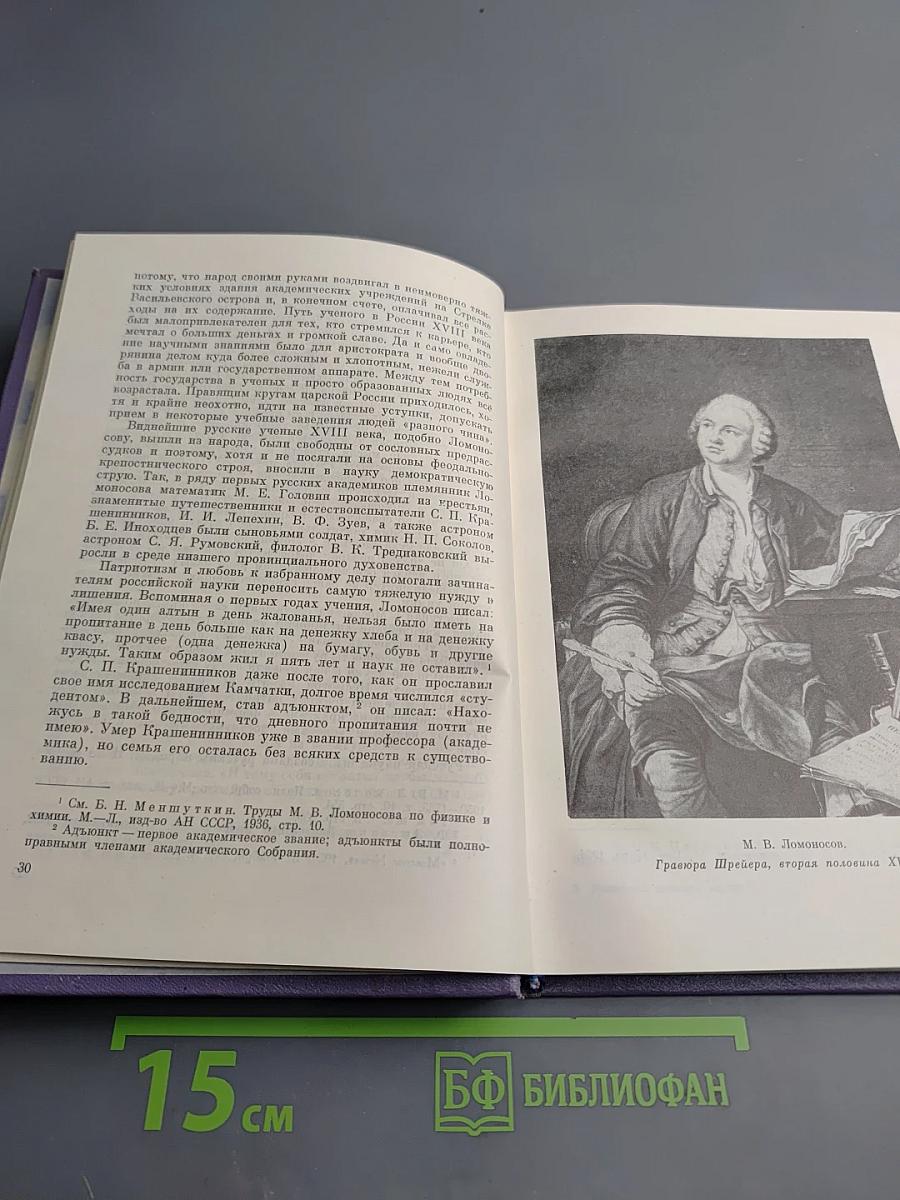 потому, что народ своими руками воздвигал в неимоверно тяж-
ких условиях здания академических учреждений на Стрелке
Васильевского острова и, в конечном счете, оплачивал все рас-
ходы на их содержание. Путь ученого в России XVIII века
был малопривлекателен для тех, кто стремился к карьере, кто
мечтал о больших деньгах и громкой славе. Да и само овладе-
ние научными знаниями было для аристократа и вообще дво-
рянина делом куда более сложным и хлопотным, нежели служ-
ба в армии или государственном аппарате. Между тем потреб-
ность государства в ученых и просто образованных людях всё
возрастала. Правящим кругам царской России приходилось, хо-
тя и крайне неохотно, идти на известные уступки, допускать
прием в некоторые учебные заведения людей «разного чина».
Виднейшие русские ученые XVIII века, подобно Ломоно-
сову, вышли из народа, были свободны от сословных предрас-
судков и поэтому, хотя и не посягали на основы феодально-
крепостнического строя, вносили в науку демократическую
струю. Так, в ряду первых русских академиков племянник Ло-
моносова математик М. Е. Головин происходил из крестьян,
знаменитые путешественники и естествоиспытатели С. П. Кра-
шенинников, И. И. Лепехин, В. Ф. Зуев, а также астроном
Б. Е. Иноходцев были сыновьями солдат, химик Н. П. Соколов,
астроном С. Я. Румовский, филолог В. К. Тредиаковский вы-
росли в среде низшего провинциального духовенства.
Патриотизм и любовь к избранному делу помогали зачина-
телям российской науки переносить самую тяжелую нужду и
лишения. Вспоминая о первых годах учения, Ломоносов писал:
«Имея один алтын в день жалованья, нельзя было иметь на
пропитание в день больше как на денежку хлеба и на денежку
квасу, протчее (одна денежка) на бумагу, обувь и другие
нужды. Таким образом жил я пять лет и наук не оставил».¹
С. П. Крашенинников даже после того, как он прославил
свое имя исследованием Камчатки, долгое время числился «сту-
дентом». В дальнейшем, став адъюнктом,² он писал: «Нахо-
жусь в такой бедности, что дневного пропитания почти не
имею». Умер Крашенинников уже в звании профессора (акаде-
мика), но семья его осталась без всяких средств к существо-
ванию.
¹ См. Б. Н. Меншуткин. Труды М. В. Ломоносова по физике и
химии. М.—Л., изд-во АН СССР, 1936, стр. 10.
² Адъюнкт — первое академическое звание; адъюнкты были полно-
правными членами академического Собрания.
30
М. В. Ломоносов.
Гравюра Шрейера, вторая половина
15 см
БФ БИБЛИОФАН